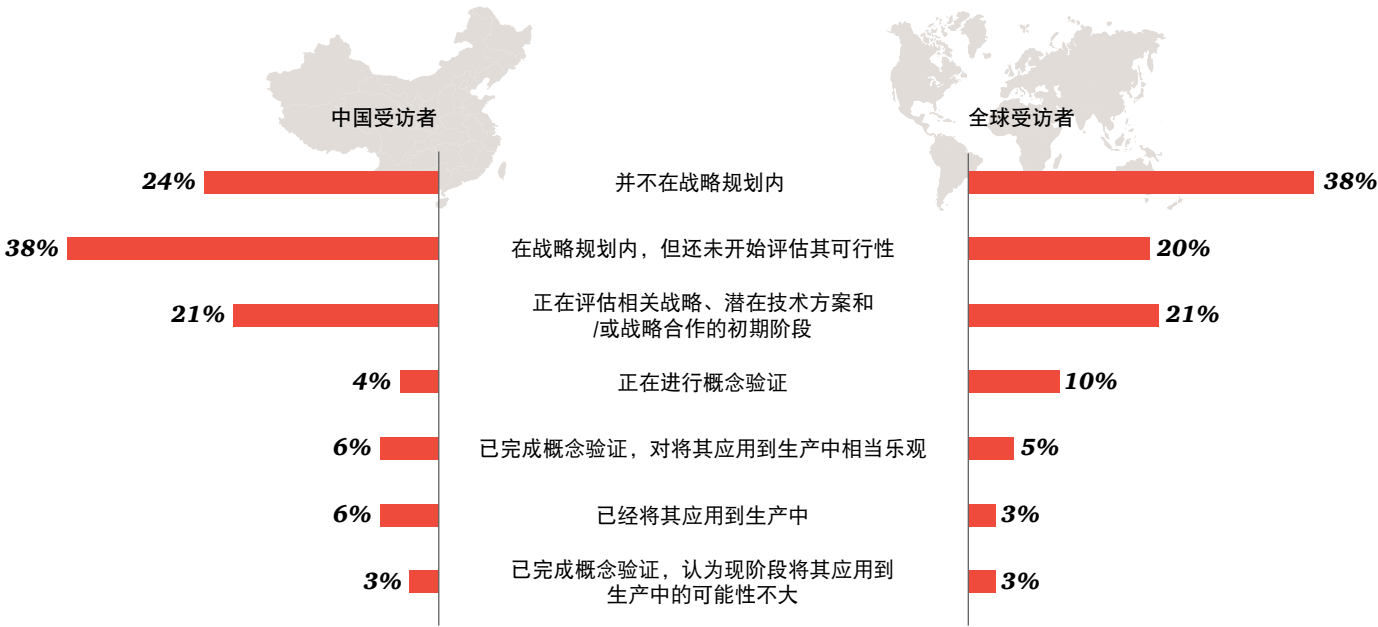 中国受访者
全球受访者
24%
并不在战略规划内
38%
38%
在战略规划内，但还未开始评估其可行性
20%
21%
正在评估相关战略、潜在技术方案和
/或战略合作的初期阶段
21%
4%
正在进行概念验证
10%
6%
已完成概念验证，对将其应用到生产中相当乐观
5%
6%
已经将其应用到生产中
3%
3%
已完成概念验证，认为现阶段将其应用到
生产中的可能性不大
3%